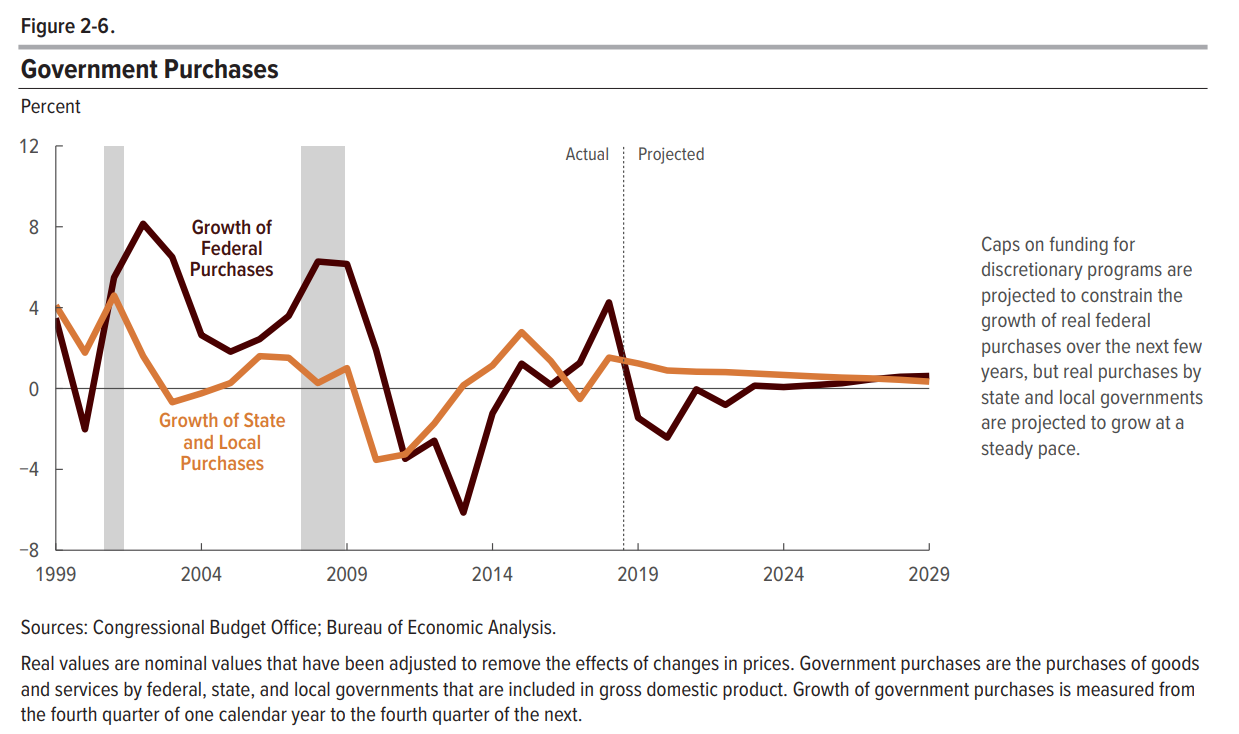 Figure 2-6.
Government Purchases
Percent
12
8
4
0
−4
−8
Actual
Projected
Growth of
Federal
Purchases
Growth of State
and Local
Purchases
1999
2004
2009
2014
2019
2024
2029
Caps on funding for
discretionary programs are
projected to constrain the
growth of real federal
purchases over the next few
years, but real purchases by
state and local governments
are projected to grow at a
steady pace.
Sources: Congressional Budget Office; Bureau of Economic Analysis.
Real values are nominal values that have been adjusted to remove the effects of changes in prices. Government purchases are the purchases of goods
and services by federal, state, and local governments that are included in gross domestic product. Growth of government purchases is measured from
the fourth quarter of one calendar year to the fourth quarter of the next.